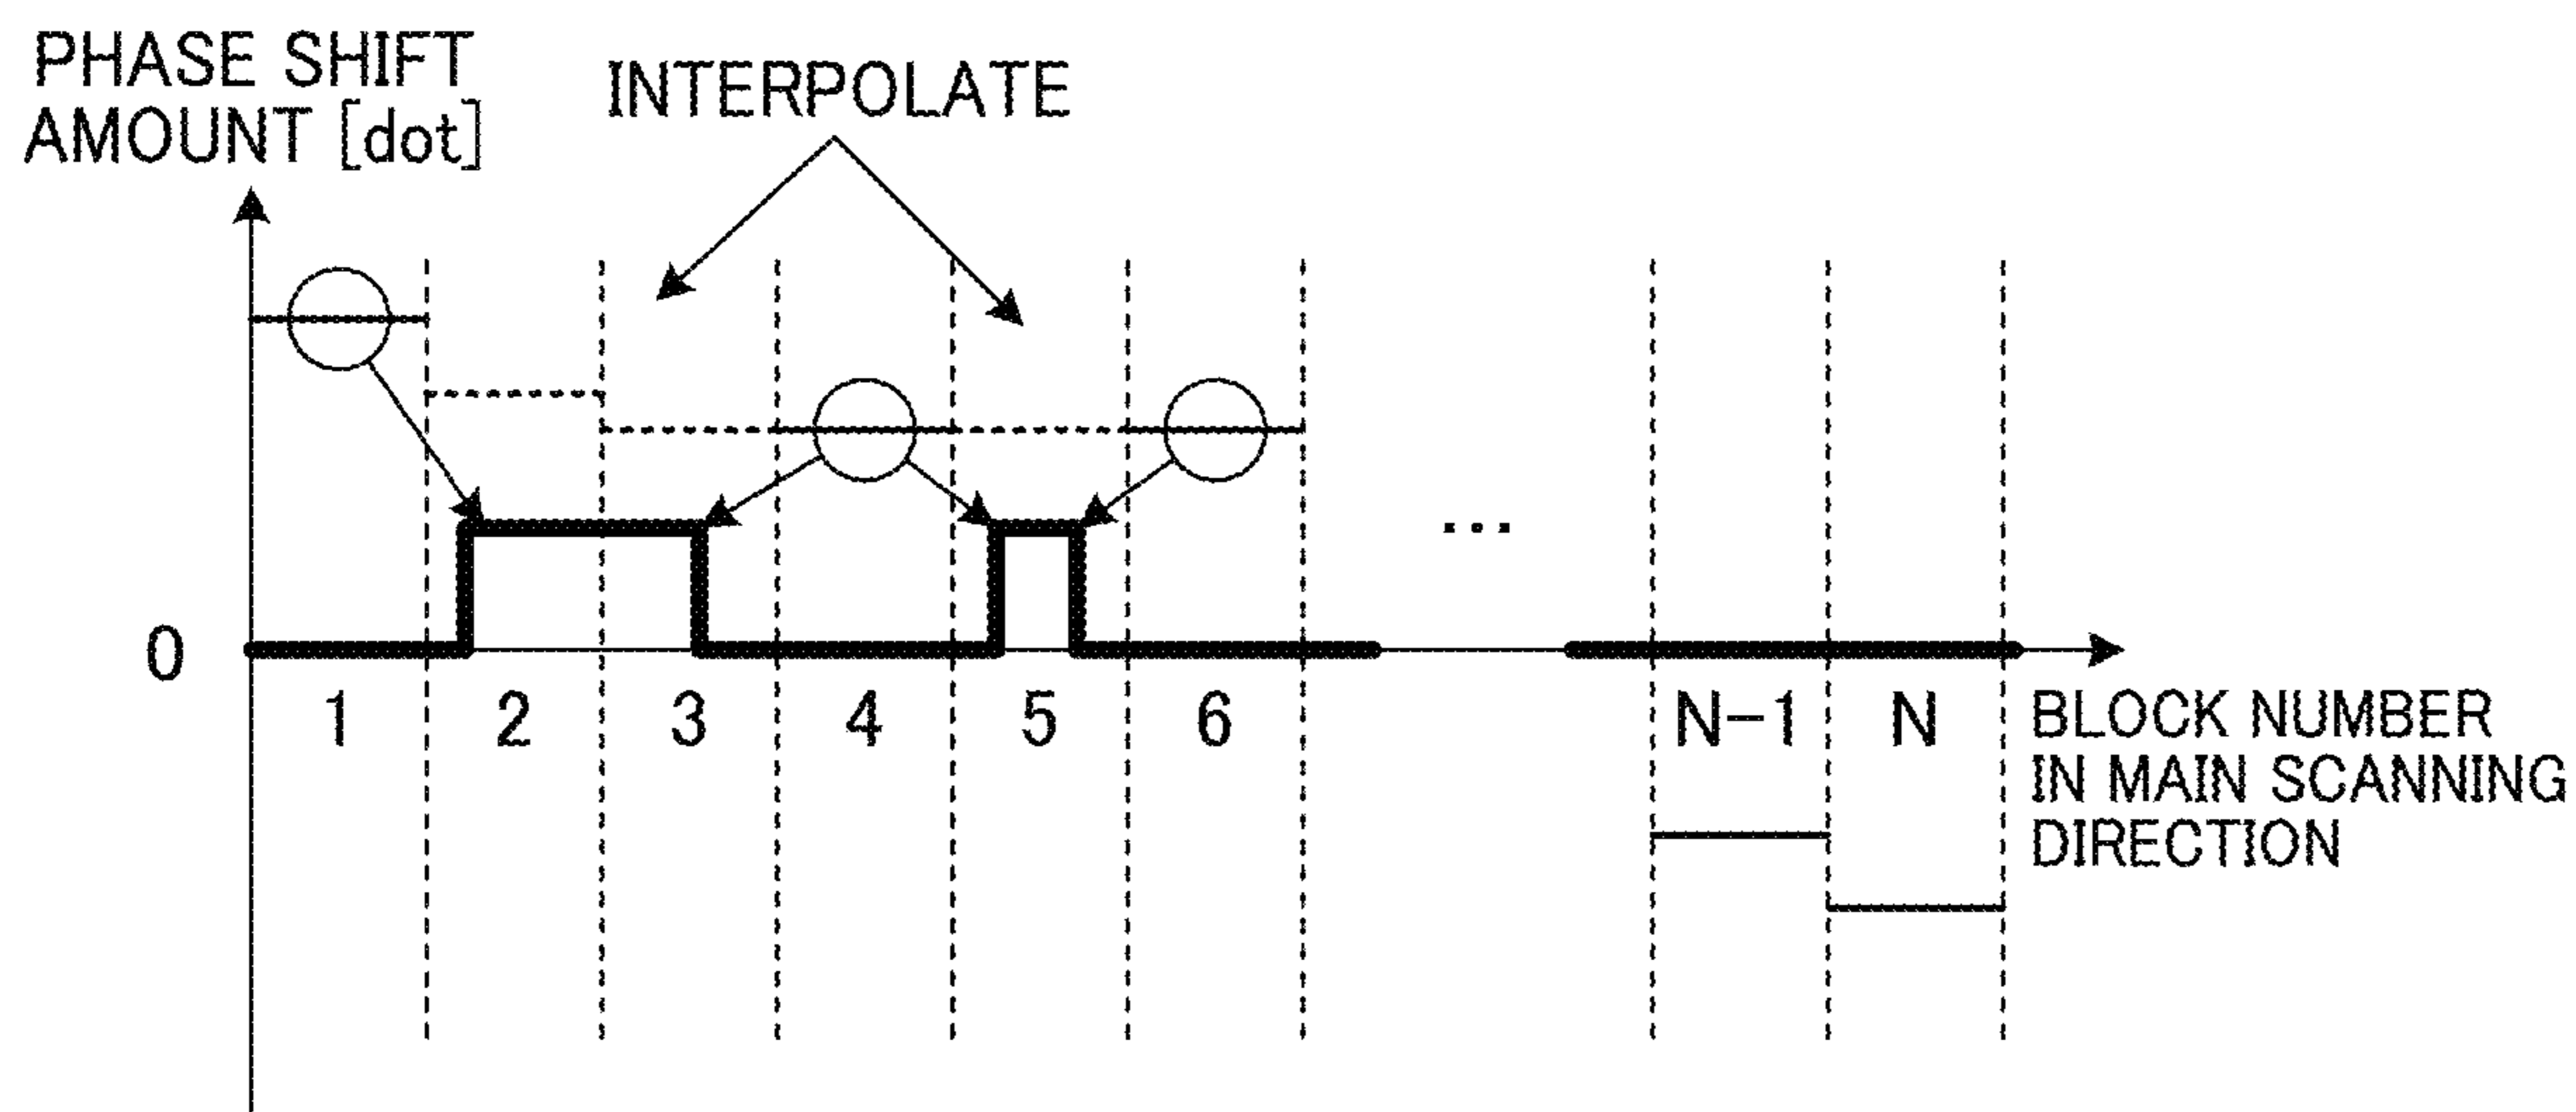 PHASE SHIFT
AMOUNT [dot]
INTERPOLATE
...
0
1 2 3 4 5 6 N-1 N
BLOCK NUMBER
IN MAIN SCANNING
DIRECTION